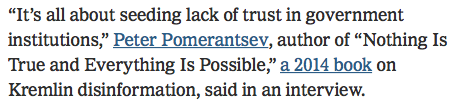 “It’s all about seeding lack of trust in government
institutions,” Peter Pomerantsev, author of “Nothing Is
True and Everything Is Possible,” a 2014 book on
Kremlin disinformation, said in an interview.